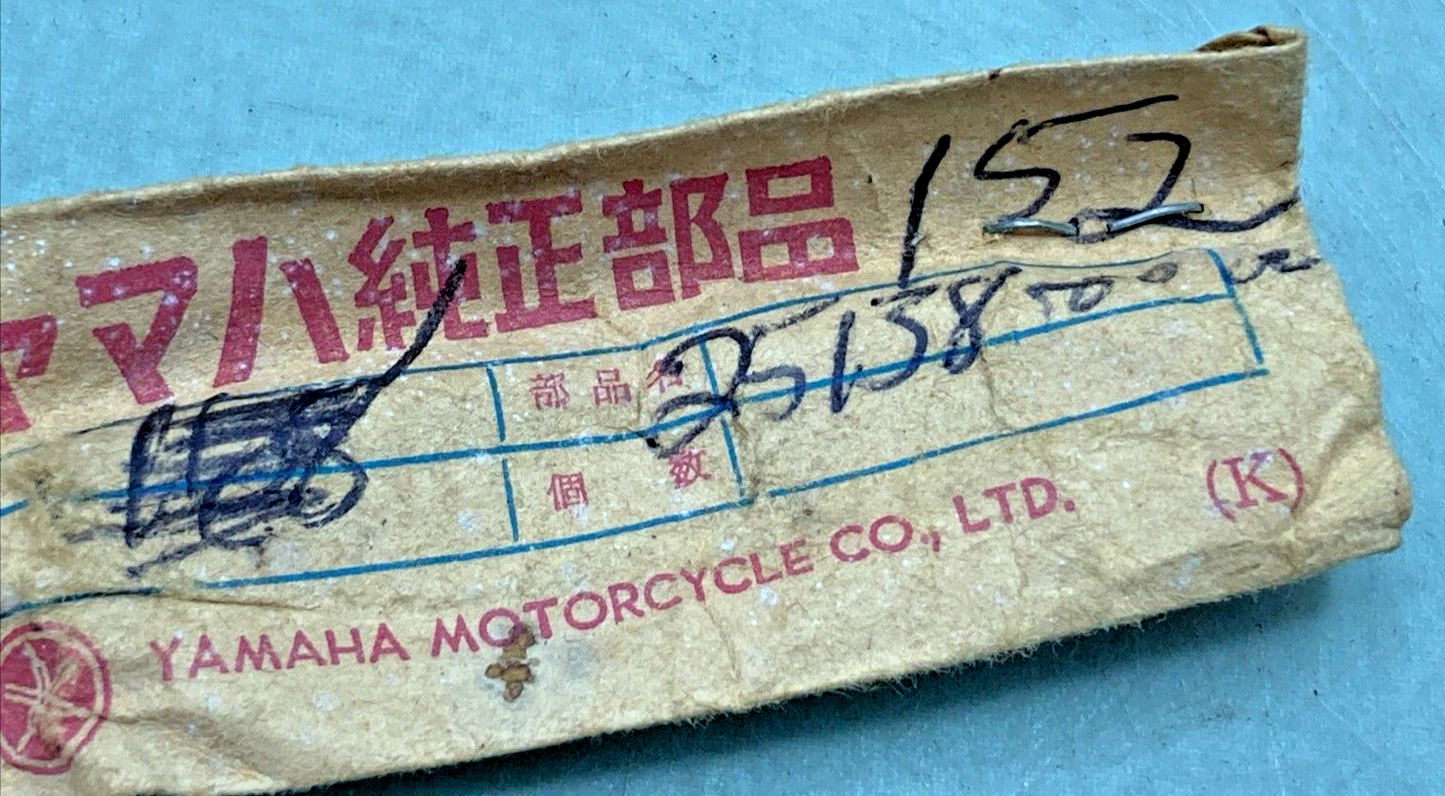 ヤマハ純正部品
152
25138
部品名
個数
YAMAHA MOTORCYCLE CO., LTD.
(K)